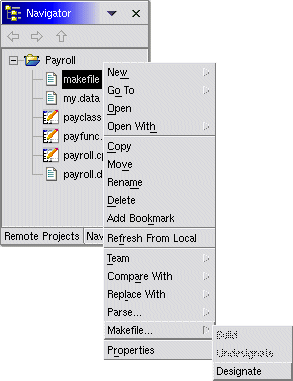 Navigator
Payroll
makefile
my.data
payclass
payfunc.
payroll.cp
payroll.d
Remote Projects
Nav
New
Go To
Open
Open With
Copy
Move
Rename
Delete
Add Bookmark
Refresh From Local
Team
Compare With
Replace With
Parse...
Makefile...
Properties
Build
Undesignate
Designate